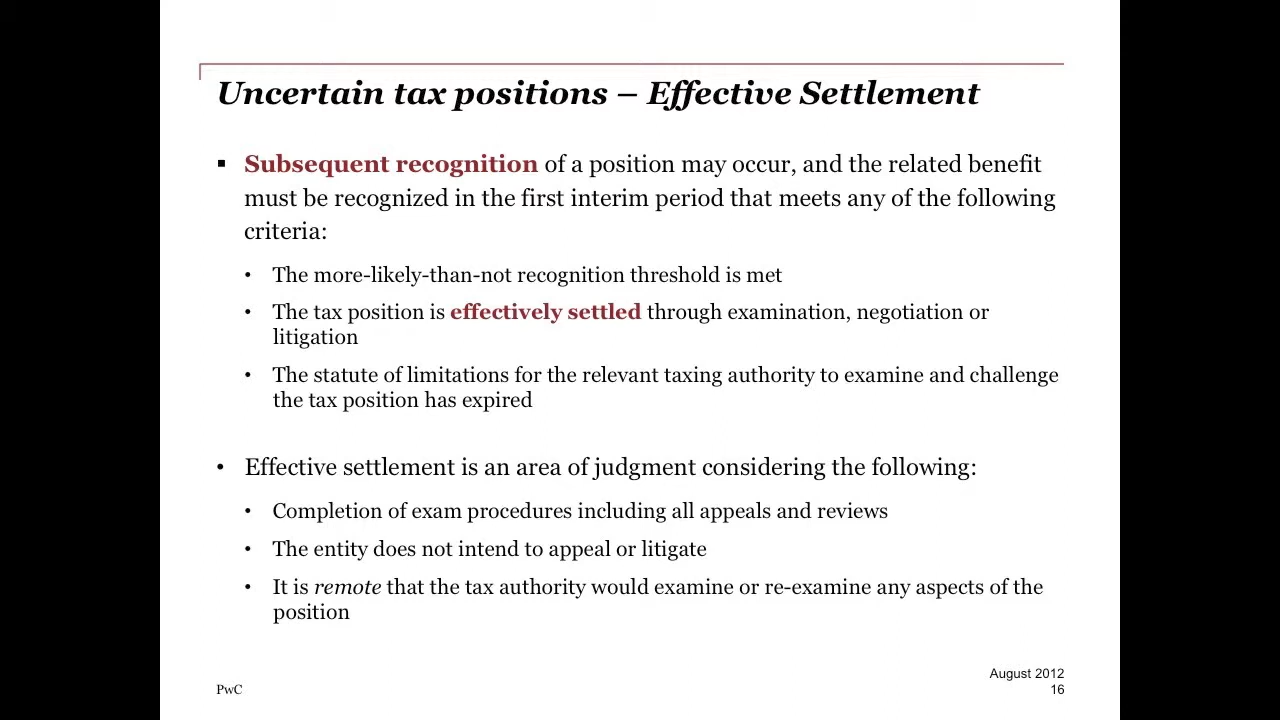 Uncertain tax positions – Effective Settlement
▪ Subsequent recognition of a position may occur, and the related benefit
must be recognized in the first interim period that meets any of the following
criteria:
• The more-likely-than-not recognition threshold is met
• The tax position is effectively settled through examination, negotiation or
litigation
• The statute of limitations for the relevant taxing authority to examine and challenge
the tax position has expired
• Effective settlement is an area of judgment considering the following:
• Completion of exam procedures including all appeals and reviews
• The entity does not intend to appeal or litigate
• It is remote that the tax authority would examine or re-examine any aspects of the
position
August 2012
PwC
16